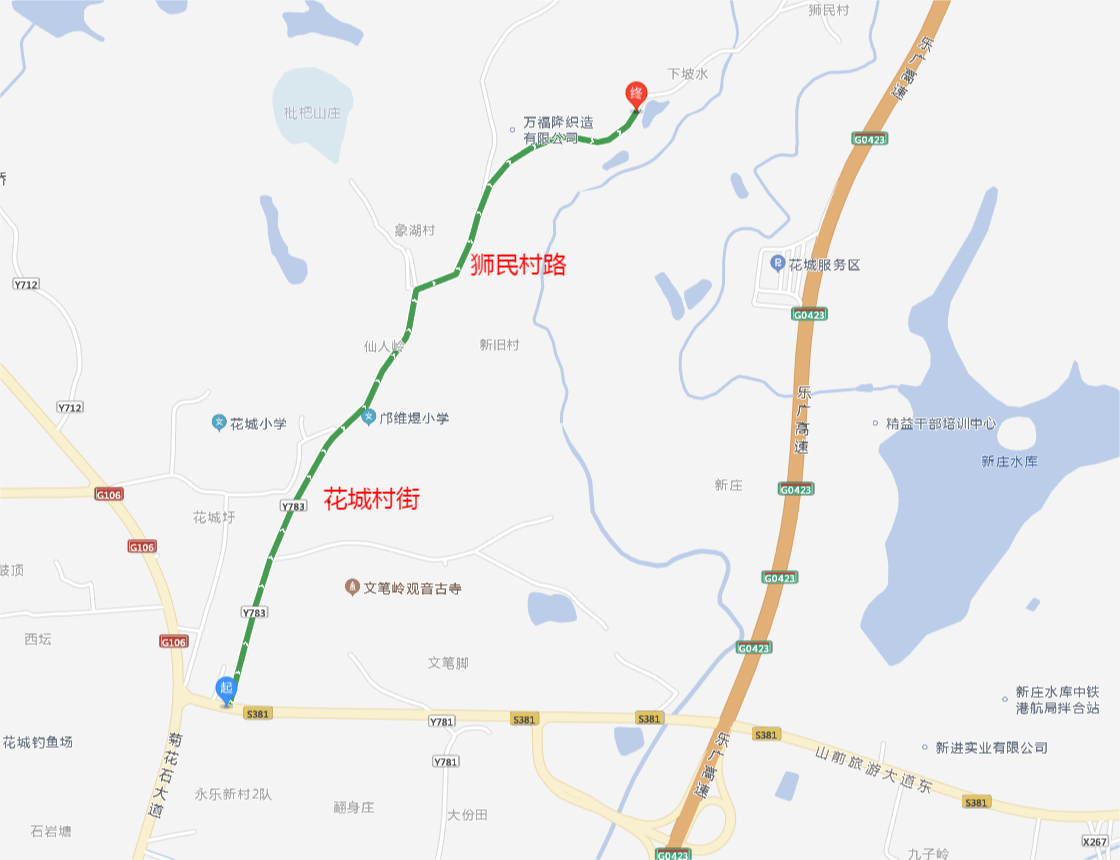 狮民村
乐广高速
下坡水
终
枇杷山庄
万福隆织造
有限公司
G0423
象湖村
狮民村路
花城服务区
Y712
G0423
仙人岭
新旧村
Y712
乐广高速
花城小学
邝维煜小学
精益干部培训中心
新庄水库
G106
花城村街
Y783
新庄
G0423
花城圩
G106
G0423
文笔岭观音古寺
Y783
西坛
G106
G0423
文笔脚
起
新庄水库中铁
港航局拌合站
S381
Y781
S381
S381
S381
花城钓鱼场
菊花石大道
乐广高速
新进实业有限公司
Y781
山前旅游大道东
永乐新村2队
翻身庄
大份田
S381
石岩塘
X267
G0423
九子岭